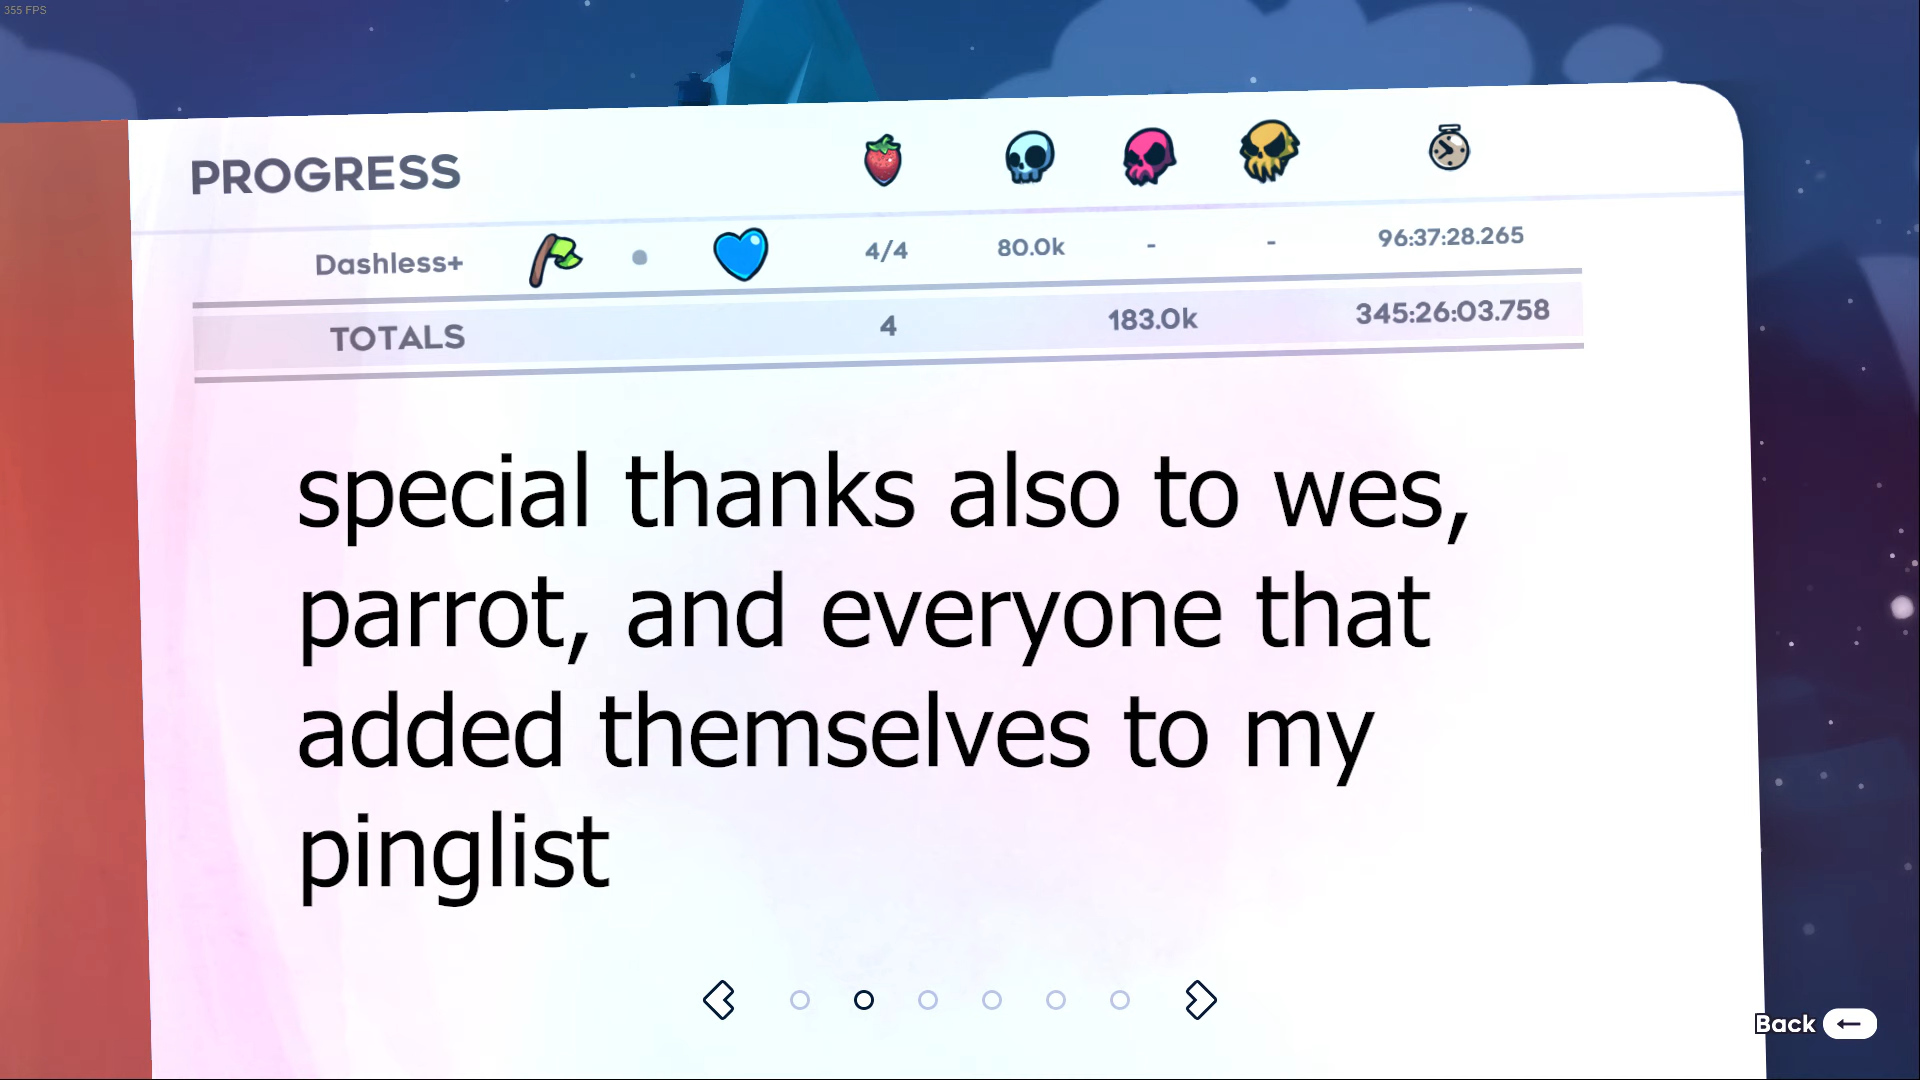 355 FPS
PROGRESS
Dashless+ 4/4 80.0k - - 96:37:28.265
TOTALS 4 183.0k 345:26:03.758
special thanks also to wes,
parrot, and everyone that
added themselves to my
pinglist
Back